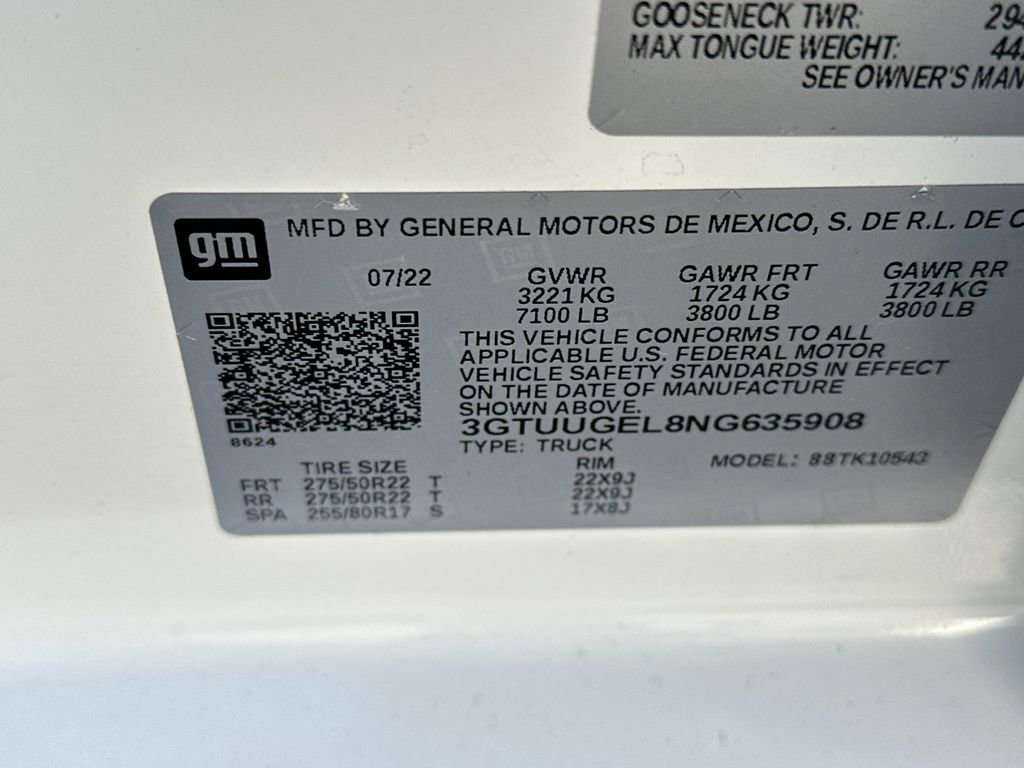 GOOSENECK TWR:
MAX TONGUE WEIGHT:
SEE OWNER'S
gm
MFD BY GENERAL MOTORS DE MEXICO, S. DE R.L. DE
07/22
GVWR GAWR FRT GAWR RR
3221 KG 1724 KG 1724 KG
7100 LB 3800 LB 3800 LB
THIS VEHICLE CONFORMS TO ALL
APPLICABLE U.S. FEDERAL MOTOR
VEHICLE SAFETY STANDARDS IN EFFECT
ON THE DATE OF MANUFACTURE
SHOWN ABOVE.
3GTUUGEL8NG635908
8624
TYPE: TRUCK
MODEL: 88TK10543
TIRE SIZE RIM
FRT 275/50R22 T 22X9J
RR 275/50R22 T 22X9J
SPA 255/80R17 S 17X8J